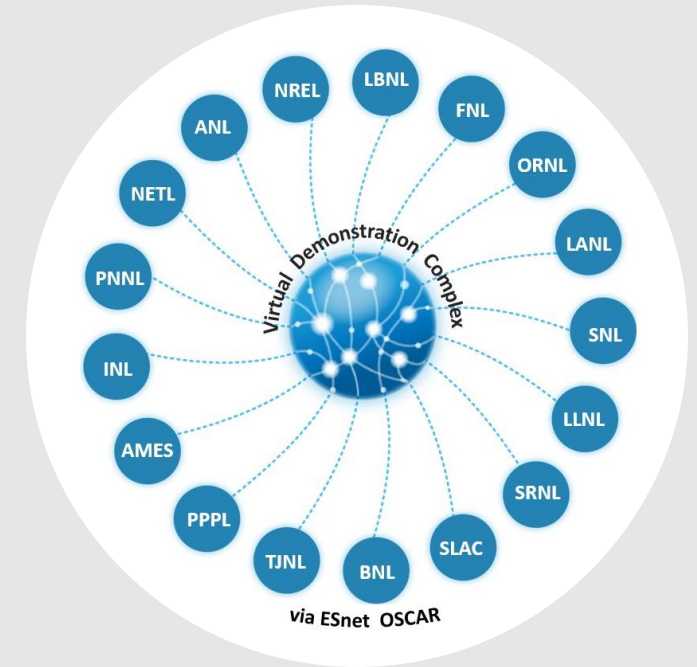 LBNL
FNL
ORNL
LANL
SNL
LLNL
SRNL
SLAC
BNL
TJNL
PPPL
AMES
INL
PNNL
NETL
ANL
NREL
Virtual Demonstration Complex
via ESnet OSCAR